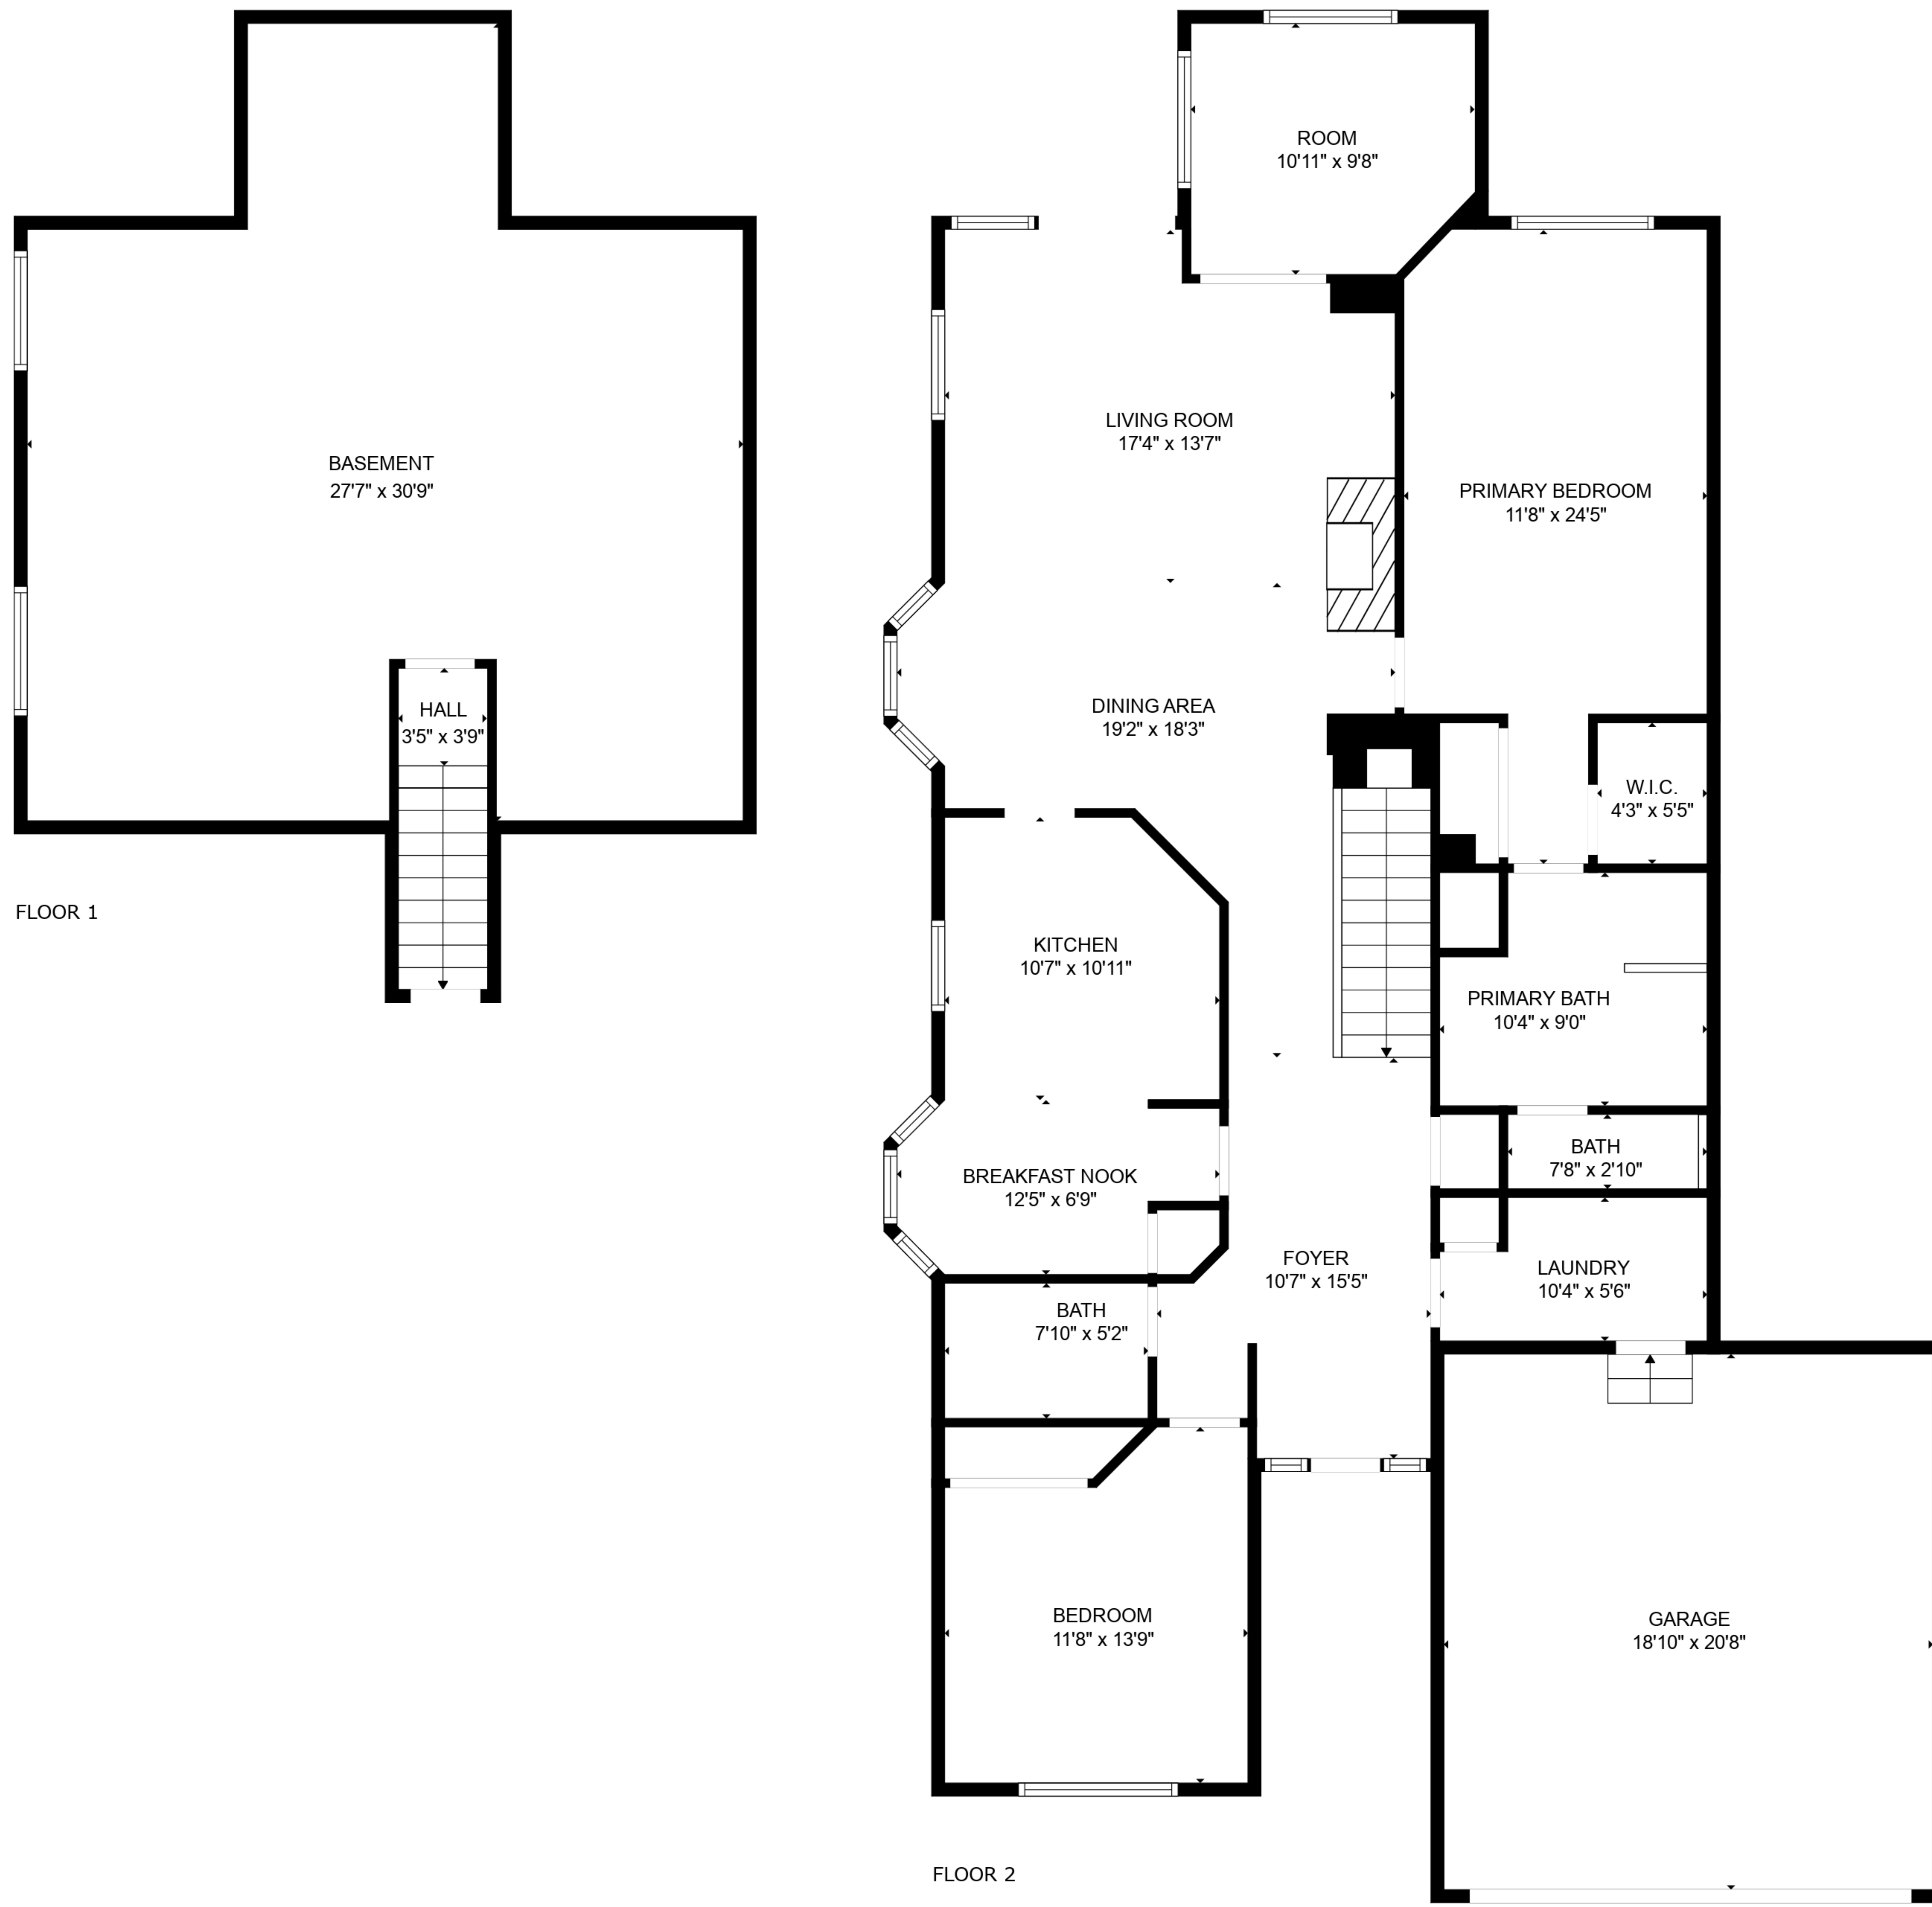 BASEMENT
27'7" x 30'9"
HALL
3'5" x 3'9"
FLOOR 1
ROOM
10'11" x 9'8"
LIVING ROOM
17'4" x 13'7"
PRIMARY BEDROOM
11'8" x 24'5"
DINING AREA
19'2" x 18'3"
W.I.C.
4'3" x 5'5"
KITCHEN
10'7" x 10'11"
PRIMARY BATH
10'4" x 9'0"
BREAKFAST NOOK
12'5" x 6'9"
BATH
7'8" x 2'10"
FOYER
10'7" x 15'5"
LAUNDRY
10'4" x 5'6"
BATH
7'10" x 5'2"
BEDROOM
11'8" x 13'9"
GARAGE
18'10" x 20'8"
FLOOR 2